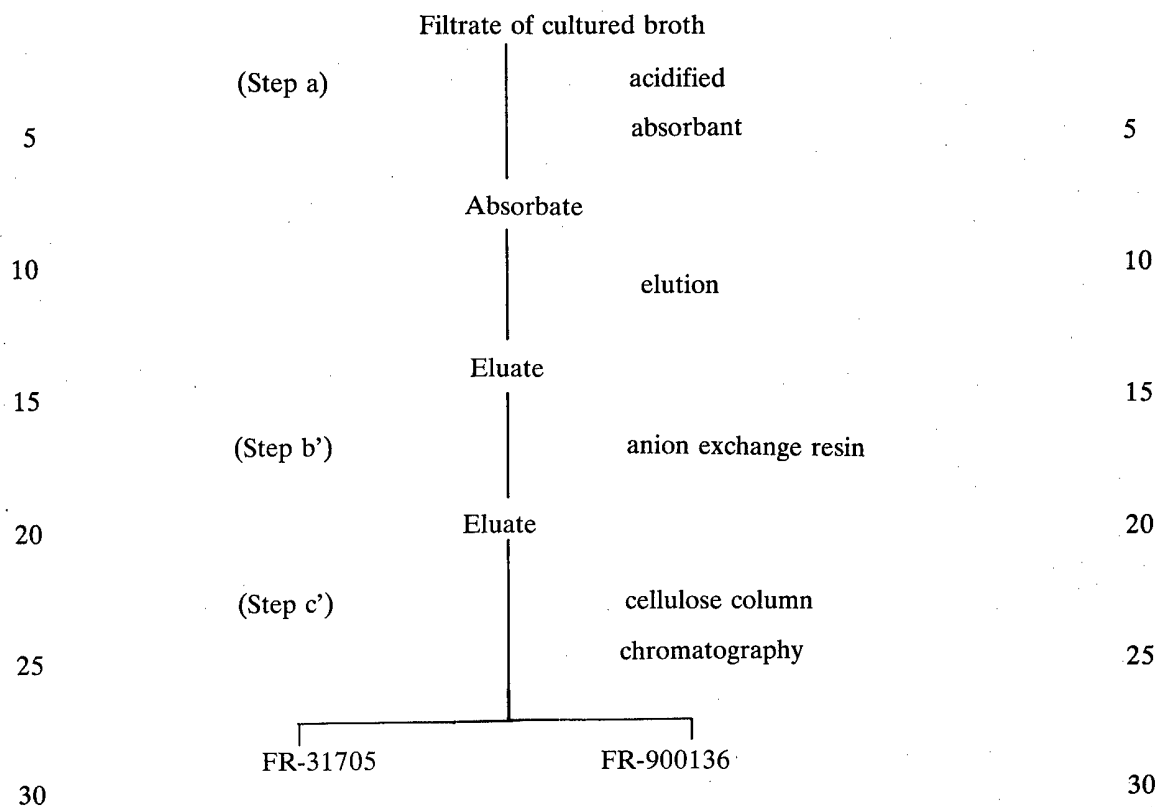 Filtrate of cultured broth
(Step a) acidified
5 absorbant 5
Absorbate
10 elution 10
Eluate
15 15
(Step b') anion exchange resin
20 Eluate 20
(Step c') cellulose column
25 chromatography 25
FR-31705 FR-900136
30 30